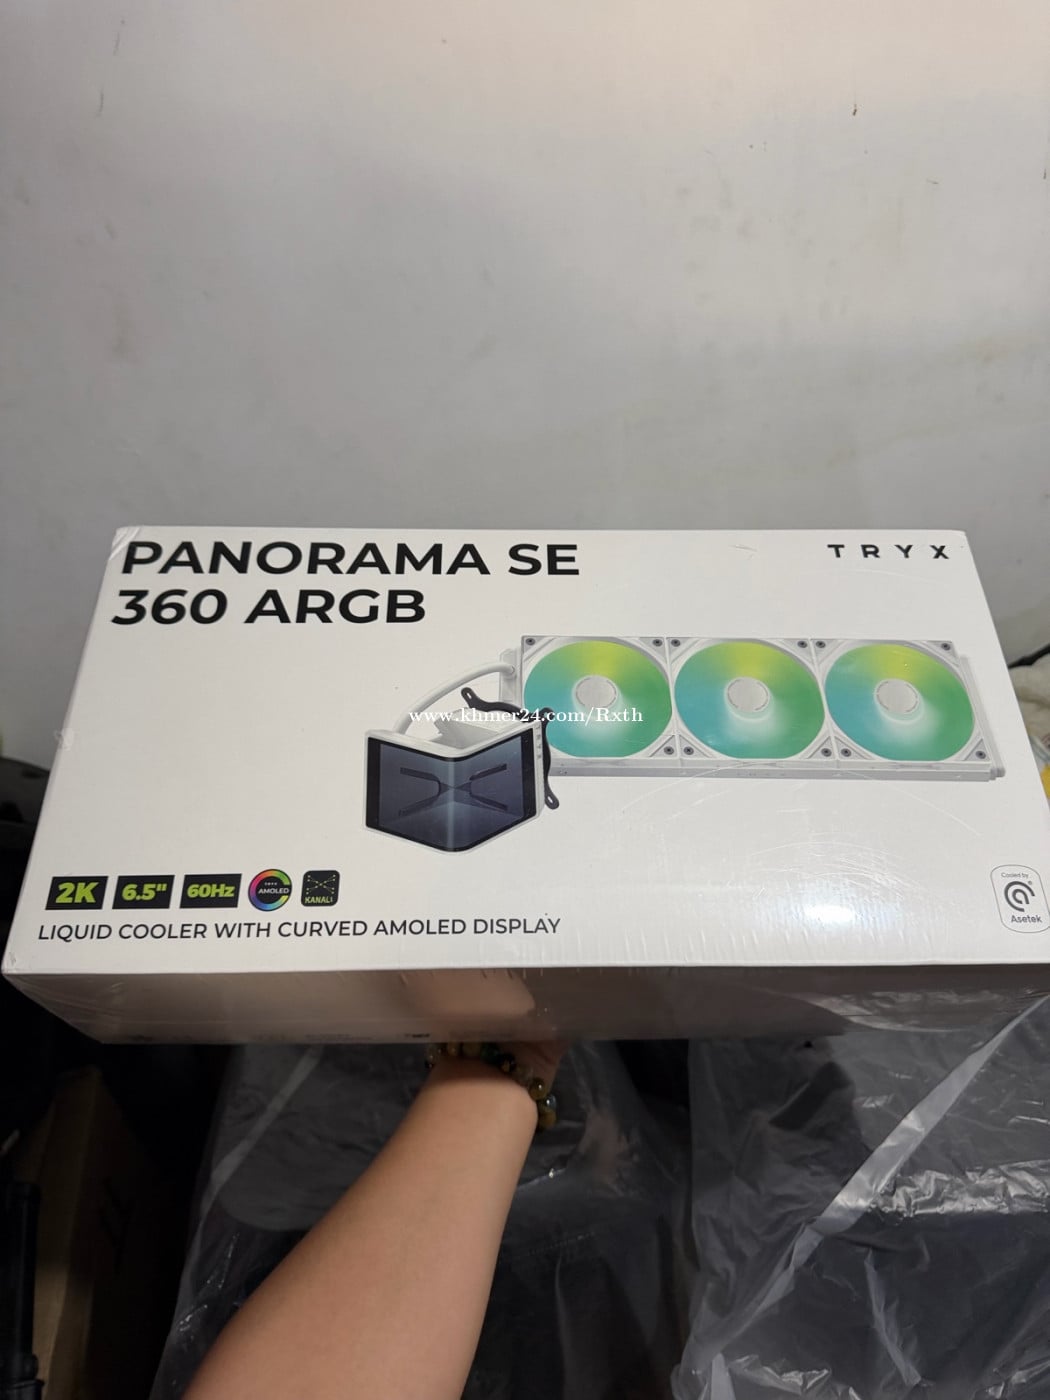 PANORAMA SE
360 ARGB
TRYX
TRYX
www.khmer24.com/Rxth
2K
6.5"
60Hz
AMOLED
KANALI
LIQUID COOLER WITH CURVED AMOLED DISPLAY
Cooled by
Asetek